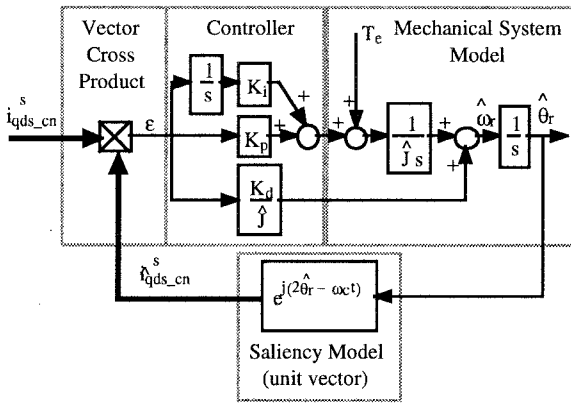 Vector Cross Product
Controller
Mechanical System Model
i^s_qds_cn
ε
1/s
K_i
K_p
K_d/Ĵ
+
+
+
T_e
+
1/(Ĵ s)
+
+
ω̂_r
1/s
θ̂_r
î^s_qds_cn
e^j(2θ̂_r − ω_c t)
Saliency Model
(unit vector)